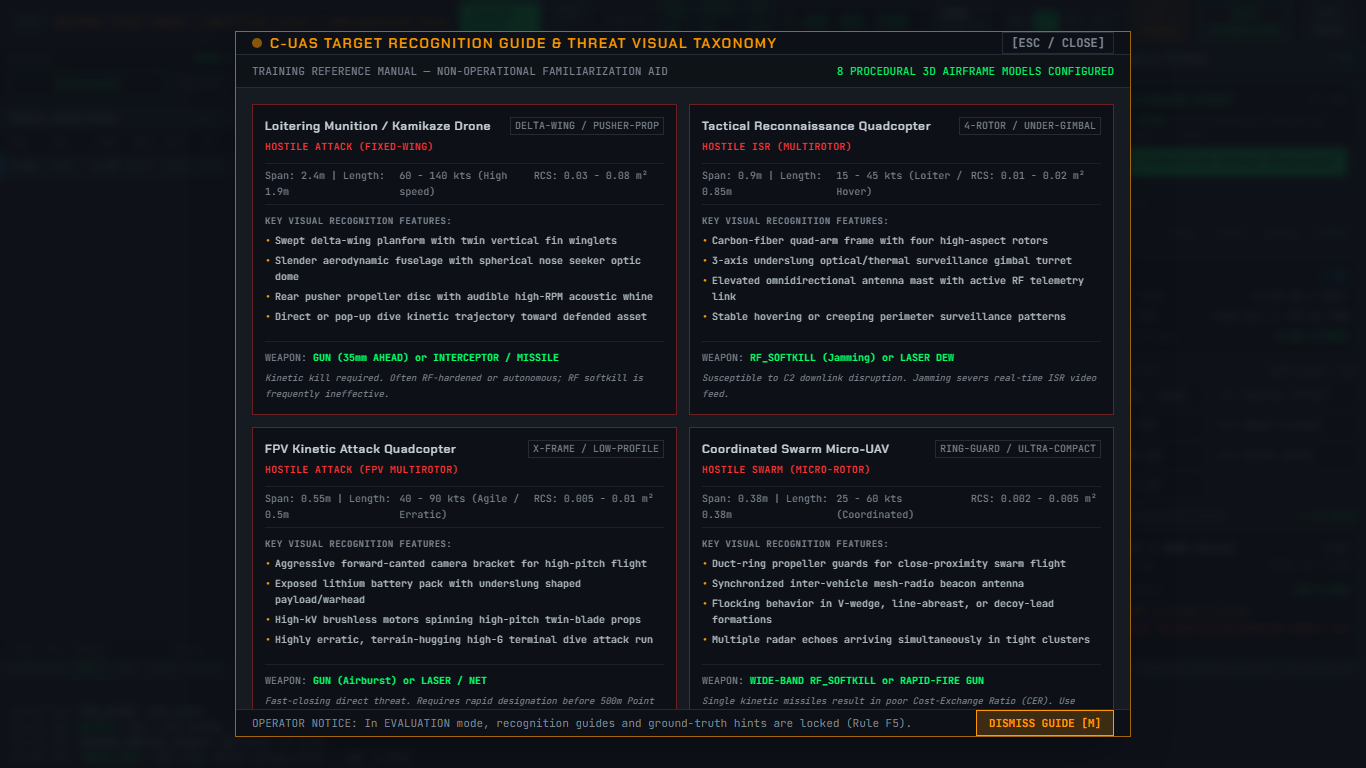 C-UAS TARGET RECOGNITION GUIDE & THREAT VISUAL TAXONOMY
[ESC / CLOSE]
TRAINING REFERENCE MANUAL — NON-OPERATIONAL FAMILIARIZATION AID
8 PROCEDURAL 3D AIRFRAME MODELS CONFIGURED
Loitering Munition / Kamikaze Drone
DELTA-WING / PUSHER-PROP
HOSTILE ATTACK (FIXED-WING)
Span: 2.4m | Length: 1.9m
60 - 140 kts (High speed)
RCS: 0.03 - 0.08 m²
KEY VISUAL RECOGNITION FEATURES:
• Swept delta-wing planform with twin vertical fin winglets
• Slender aerodynamic fuselage with spherical nose seeker optic
dome
• Rear pusher propeller disc with audible high-RPM acoustic whine
• Direct or pop-up dive kinetic trajectory toward defended asset
WEAPON: GUN (35mm AHEAD) or INTERCEPTOR / MISSILE
Kinetic kill required. Often RF-hardened or autonomous; RF softkill is
frequently ineffective.
Tactical Reconnaissance Quadcopter
4-ROTOR / UNDER-GIMBAL
HOSTILE ISR (MULTIROTOR)
Span: 0.9m | Length: 0.85m
15 - 45 kts (Loiter / Hover)
RCS: 0.01 - 0.02 m²
KEY VISUAL RECOGNITION FEATURES:
• Carbon-fiber quad-arm frame with four high-aspect rotors
• 3-axis underslung optical/thermal surveillance gimbal turret
• Elevated omnidirectional antenna mast with active RF telemetry
link
• Stable hovering or creeping perimeter surveillance patterns
WEAPON: RF_SOFTKILL (Jamming) or LASER DEW
Susceptible to C2 downlink disruption. Jamming severs real-time ISR video
feed.
FPV Kinetic Attack Quadcopter
X-FRAME / LOW-PROFILE
HOSTILE ATTACK (FPV MULTIROTOR)
Span: 0.55m | Length: 0.5m
40 - 90 kts (Agile / Erratic)
RCS: 0.005 - 0.01 m²
KEY VISUAL RECOGNITION FEATURES:
• Aggressive forward-canted camera bracket for high-pitch flight
• Exposed lithium battery pack with underslung shaped
payload/warhead
• High-kV brushless motors spinning high-pitch twin-blade props
• Highly erratic, terrain-hugging high-G terminal dive attack run
WEAPON: GUN (Airburst) or LASER / NET
Fast-closing direct threat. Requires rapid designation before 500m Point
Coordinated Swarm Micro-UAV
RING-GUARD / ULTRA-COMPACT
HOSTILE SWARM (MICRO-ROTOR)
Span: 0.38m | Length: 0.38m
25 - 60 kts (Coordinated)
RCS: 0.002 - 0.005 m²
KEY VISUAL RECOGNITION FEATURES:
• Duct-ring propeller guards for close-proximity swarm flight
• Synchronized inter-vehicle mesh-radio beacon antenna
• Flocking behavior in V-wedge, line-abreast, or decoy-lead
formations
• Multiple radar echoes arriving simultaneously in tight clusters
WEAPON: WIDE-BAND RF_SOFTKILL or RAPID-FIRE GUN
Single kinetic missiles result in poor Cost-Exchange Ratio (CER). Use
OPERATOR NOTICE: In EVALUATION mode, recognition guides and ground-truth hints are locked (Rule F5).
DISMISS GUIDE [M]